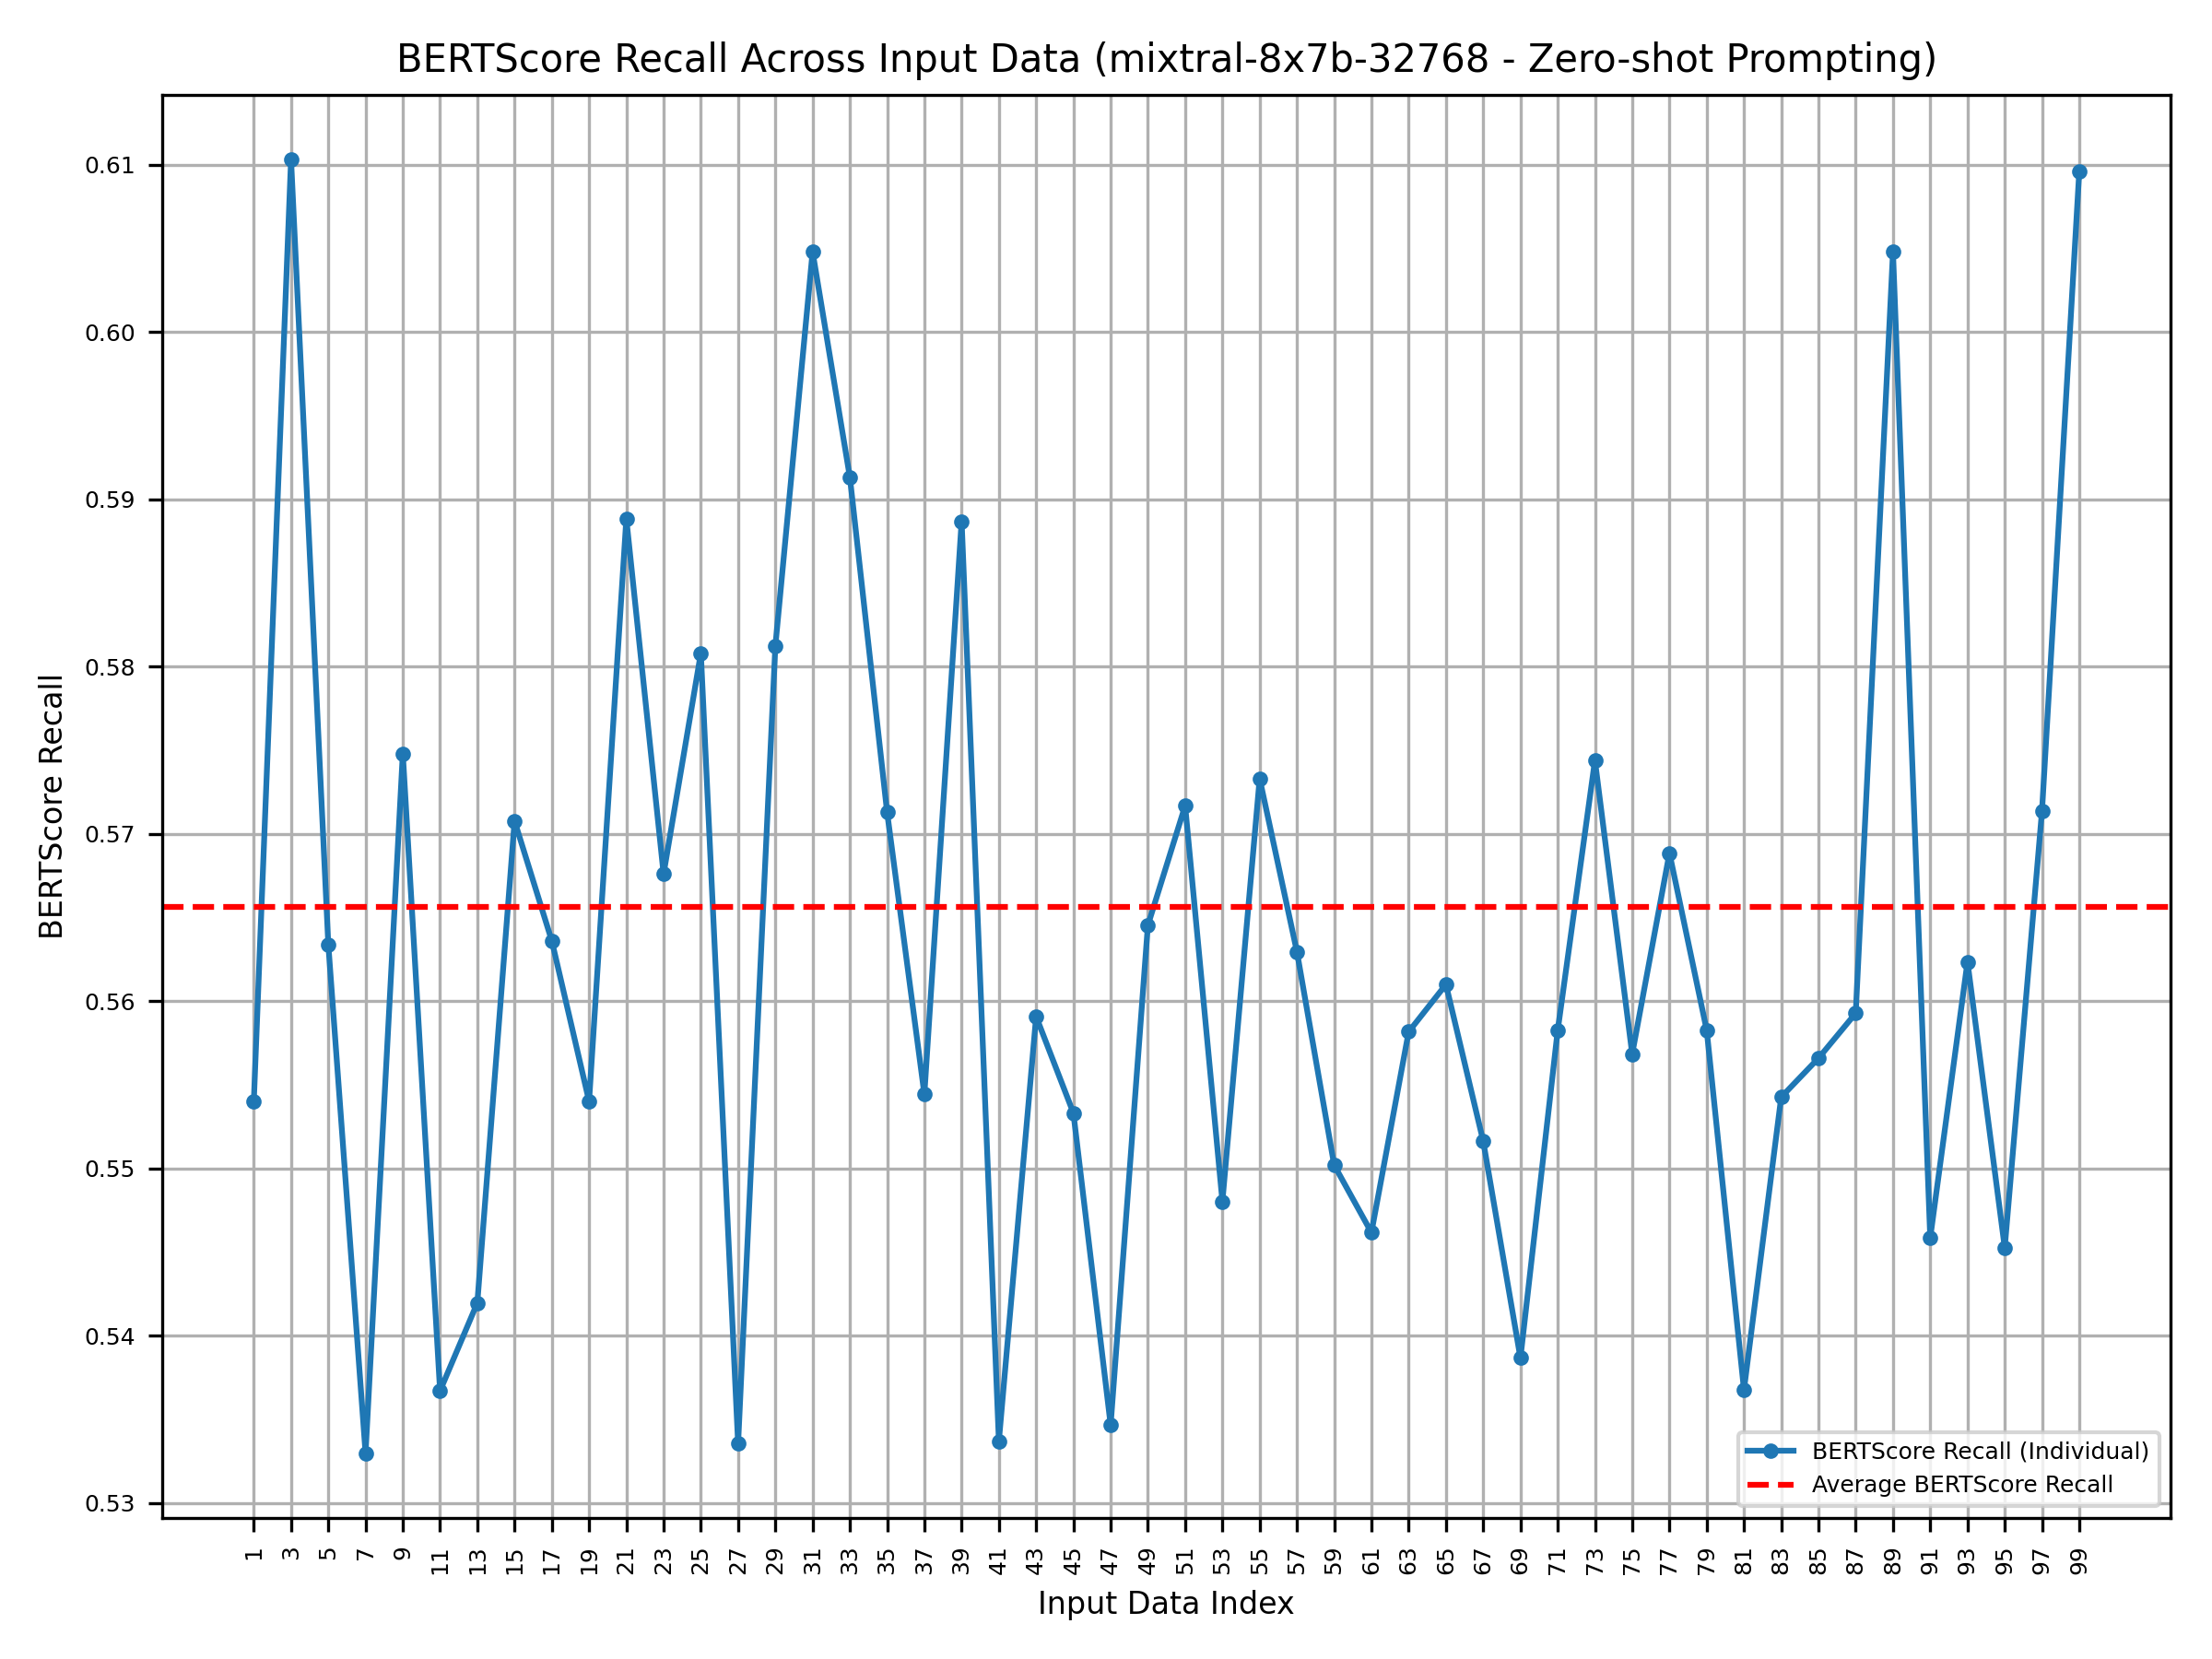 BERTScore Recall Across Input Data (mixtral-8x7b-32768 - Zero-shot Prompting)
BERTScore Recall
0.61
0.60
0.59
0.58
0.57
0.56
0.55
0.54
0.53
BERTScore Recall (Individual)
Average BERTScore Recall
1 3 5 7 9 11 13 15 17 19 21 23 25 27 29 31 33 35 37 39 41 43 45 47 49 51 53 55 57 59 61 63 65 67 69 71 73 75 77 79 81 83 85 87 89 91 93 95 97 99
Input Data Index